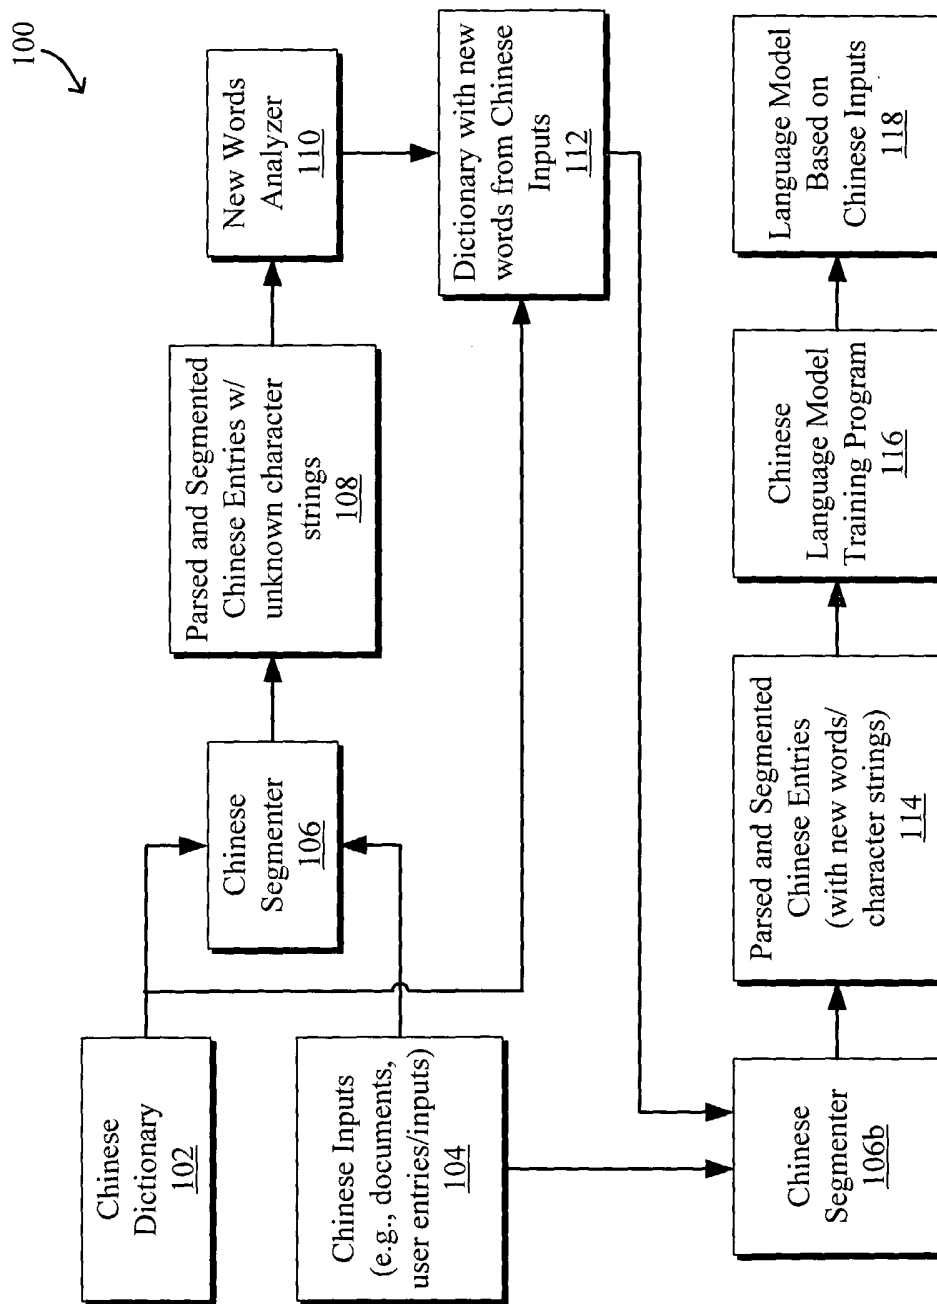 100
Chinese
Dictionary
102
Chinese Inputs
(e.g., documents,
user entries/inputs)
104
Chinese
Segmenter
106
Parsed and Segmented
Chinese Entries w/
unknown character
strings
108
New Words
Analyzer
110
Dictionary with new
words from Chinese
Inputs
112
Chinese
Segmenter
106b
Parsed and Segmented
Chinese Entries
(with new words/
character strings)
114
Chinese
Language Model
Training Program
116
Language Model
Based on
Chinese Inputs
118